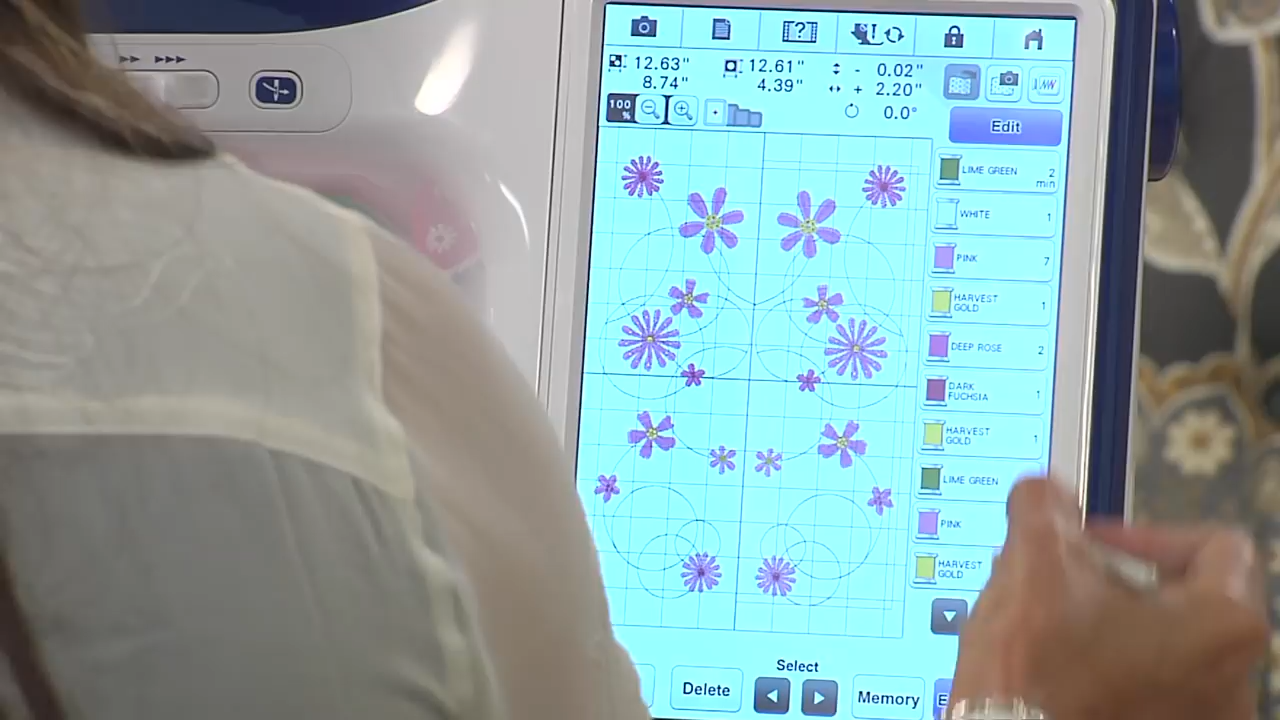 12.63" 12.61" - 0.02"
8.74" 4.39" + 2.20"
100 % 0.0°
Edit
LIME GREEN 2 min
WHITE 1
PINK 7
HARVEST GOLD 1
DEEP ROSE 2
DARK FUCHSIA 1
HARVEST GOLD 1
LIME GREEN
PINK
HARVEST GOLD
Select
Delete Memory E